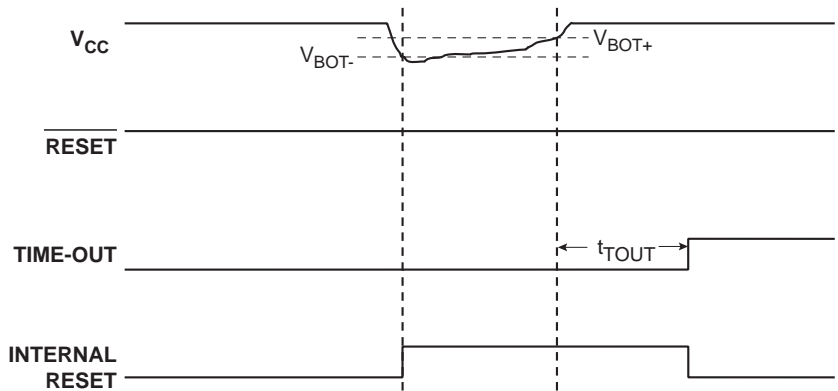 V_CC
V_BOT-
V_BOT+
RESET
TIME-OUT
t_TOUT
INTERNAL
RESET